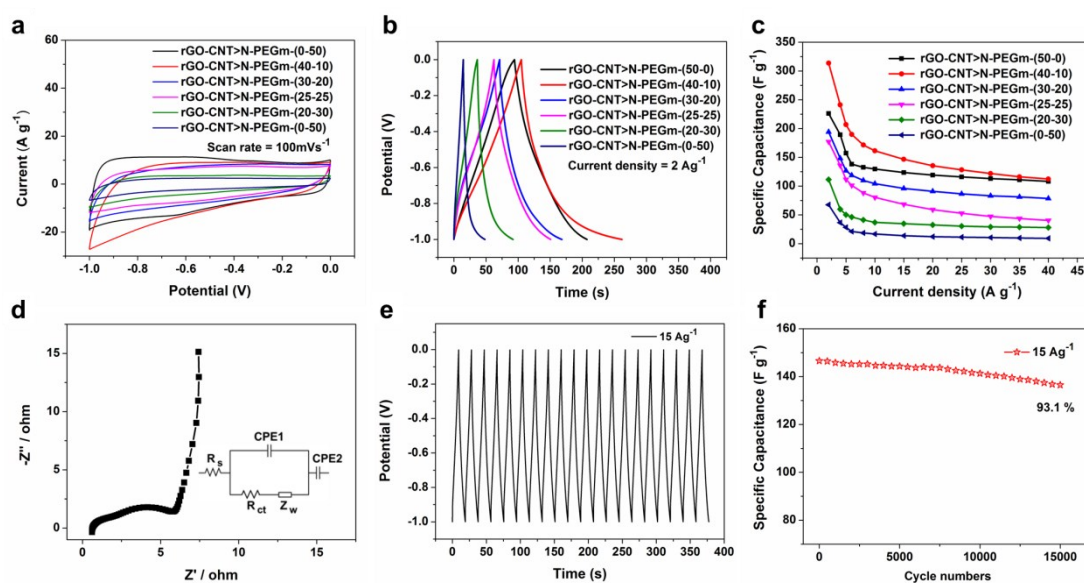 a
60
40
20
0
-20
Current (A g-1)
rGO-CNT>N-PEGm-(0-50)
rGO-CNT>N-PEGm-(40-10)
rGO-CNT>N-PEGm-(30-20)
rGO-CNT>N-PEGm-(25-25)
rGO-CNT>N-PEGm-(20-30)
rGO-CNT>N-PEGm-(0-50)
Scan rate = 100mVs-1
-1.0 -0.8 -0.6 -0.4 -0.2 0.0
Potential (V)
b
0.0
-0.2
-0.4
-0.6
-0.8
-1.0
Potential (V)
rGO-CNT>N-PEGm-(50-0)
rGO-CNT>N-PEGm-(40-10)
rGO-CNT>N-PEGm-(30-20)
rGO-CNT>N-PEGm-(25-25)
rGO-CNT>N-PEGm-(20-30)
rGO-CNT>N-PEGm-(0-50)
Current density = 2 Ag-1
0 50 100 150 200 250 300 350 400
Time (s)
c
350
300
250
200
150
100
50
0
Specific Capacitance (F g-1)
rGO-CNT>N-PEGm-(50-0)
rGO-CNT>N-PEGm-(40-10)
rGO-CNT>N-PEGm-(30-20)
rGO-CNT>N-PEGm-(25-25)
rGO-CNT>N-PEGm-(20-30)
rGO-CNT>N-PEGm-(0-50)
0 5 10 15 20 25 30 35 40 45
Current density (A g-1)
d
15
10
5
0
-Z'' / ohm
CPE1
CPE2
Rs
Rct
Zw
0 5 10 15
Z' / ohm
e
0.0
-0.2
-0.4
-0.6
-0.8
-1.0
Potential (V)
15 Ag-1
0 50 100 150 200 250 300 350 400
Time (s)
f
160
140
120
100
80
Specific Capacitance (F g-1)
15 Ag-1
93.1 %
0 5000 10000 15000
Cycle numbers